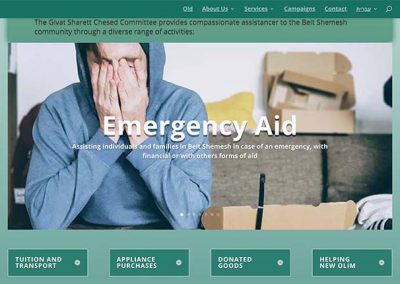 Old About Us Services Campaigns Contact עברית
The Givat Sharett Chesed Committee provides compassionate assistancer to the Beit Shemesh
community through a diverse range of activities:
Emergency Aid
Assisting individuals and families in Beit Shemesh in case of an emergency, with
financial or with others forms of aid
TUITION AND
TRANSPORT
APPLIANCE
PURCHASES
DONATED
GOODS
HELPING
NEW OLIM